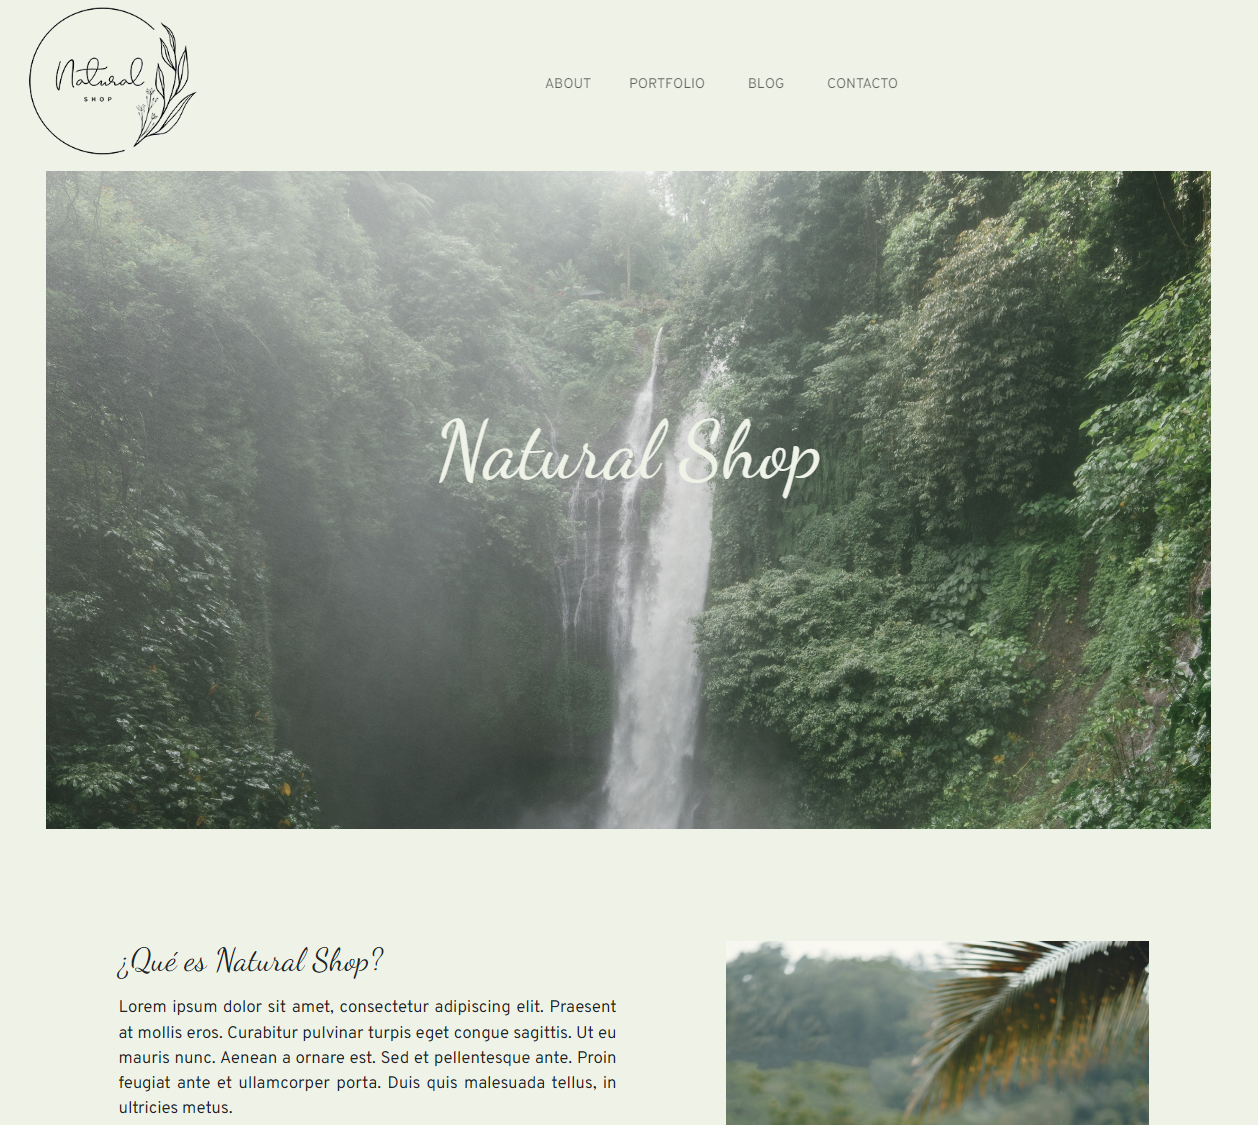 Natural
SHOP
ABOUT PORTFOLIO BLOG CONTACTO
Natural Shop
¿Qué es Natural Shop?
Lorem ipsum dolor sit amet, consectetur adipiscing elit. Praesent
at mollis eros. Curabitur pulvinar turpis eget congue sagittis. Ut eu
mauris nunc. Aenean a ornare est. Sed et pellentesque ante. Proin
feugiat ante et ullamcorper porta. Duis quis malesuada tellus, in
ultricies metus.